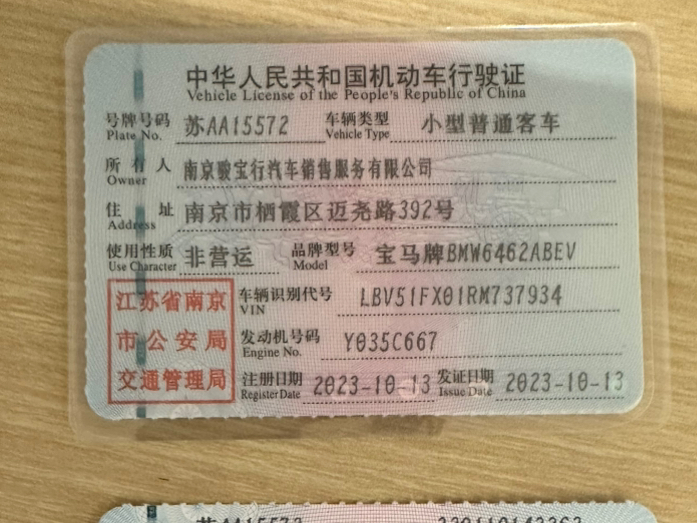 中华人民共和国机动车行驶证
Vehicle License of the People's Republic of China
号牌号码 苏AA15572 车辆类型 小型普通客车
Plate No. Vehicle Type
所有人 南京骏宝行汽车销售服务有限公司
Owner
住址 南京市栖霞区迈尧路392号
Address
使用性质 非营运 品牌型号 宝马牌BMW6462ABEV
Use Character Model
江苏省南京
市公安局
交通管理局
车辆识别代号 LBV51FX01RM737934
VIN
发动机号码 Y035C667
Engine No.
注册日期 2023-10-13 发证日期 2023-10-13
Register Date Issue Date
苏AA15572